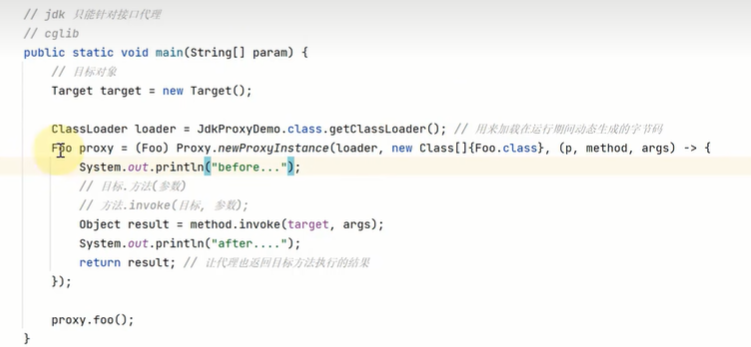 // jdk 只能针对接口代理
// cglib
public static void main(String[] param) {
// 目标对象
Target target = new Target();
ClassLoader loader = JdkProxyDemo.class.getClassLoader(); // 用来加载在运行期间动态生成的字节码
Foo proxy = (Foo) Proxy.newProxyInstance(loader, new Class[]{Foo.class}, (p, method, args) -> {
System.out.println("before...");
// 目标.方法(参数)
// 方法.invoke(目标, 参数);
Object result = method.invoke(target, args);
System.out.println("after....");
return result; // 让代理也返回目标方法执行的结果
});
proxy.foo();
}